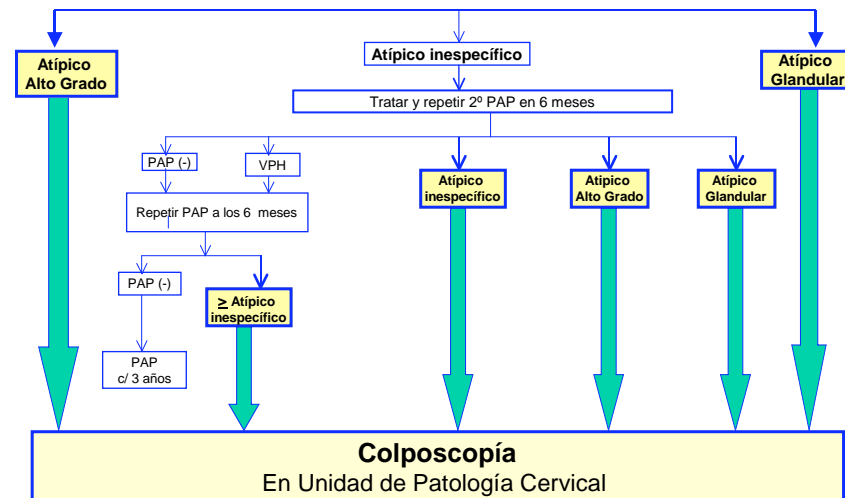 Atípico
Alto Grado
Atípico inespecífico
Atípico
Glandular
Tratar y repetir 2º PAP en 6 meses
PAP (-)
VPH
Atípico
inespecífico
Atipico
Alto Grado
Atípico
Glandular
Repetir PAP a los 6 meses
PAP (-)
≥ Atípico
inespecífico
PAP
c/ 3 años
Colposcopía
En Unidad de Patología Cervical